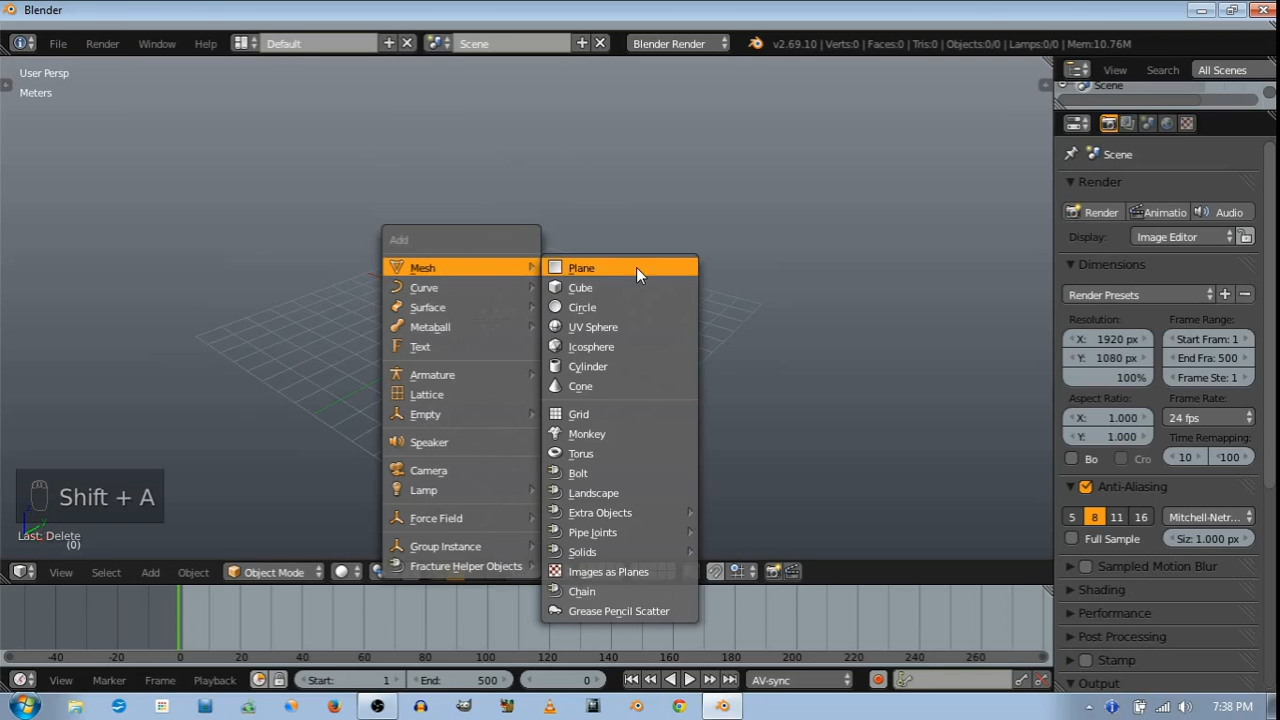 Blender
File Render Window Help Default Scene Blender Render v2.69.10 | Verts:0 | Faces:0 | Tris:0 | Objects:0/0 | Lamps:0/0 | Mem:10.76M
View Search All Scenes
User Persp
Meters
Scene
Scene
Render
Render Animatio Audio
Display: Image Editor
Dimensions
Render Presets
Resolution: Frame Range:
X: 1920 px Start Fram: 1
Y: 1080 px End Fra: 500
100% Frame Ste: 1
Aspect Ratio: Frame Rate:
X: 1.000 24 fps
Y: 1.000 Time Remapping:
Bo Cro 10 100
Anti-Aliasing
5 8 11 16 Mitchell-Netr...
Full Sample Siz: 1.000 px
Sampled Motion Blur
Shading
Performance
Post Processing
Stamp
Output
Add
Mesh
Curve
Surface
Metaball
Text
Armature
Lattice
Empty
Speaker
Camera
Lamp
Force Field
Group Instance
Fracture Helper Objects
Plane
Cube
Circle
UV Sphere
Icosphere
Cylinder
Cone
Grid
Monkey
Torus
Bolt
Landscape
Extra Objects
Pipe Joints
Solids
Images as Planes
Chain
Grease Pencil Scatter
Shift + A
Last: Delete
(0)
View Select Add Object Object Mode
-40 -20 0 20 40 60 80 100 120 140 160 180 200 220 240 260
View Marker Frame Playback Start: 1 End: 500 0 AV-sync
7:38 PM